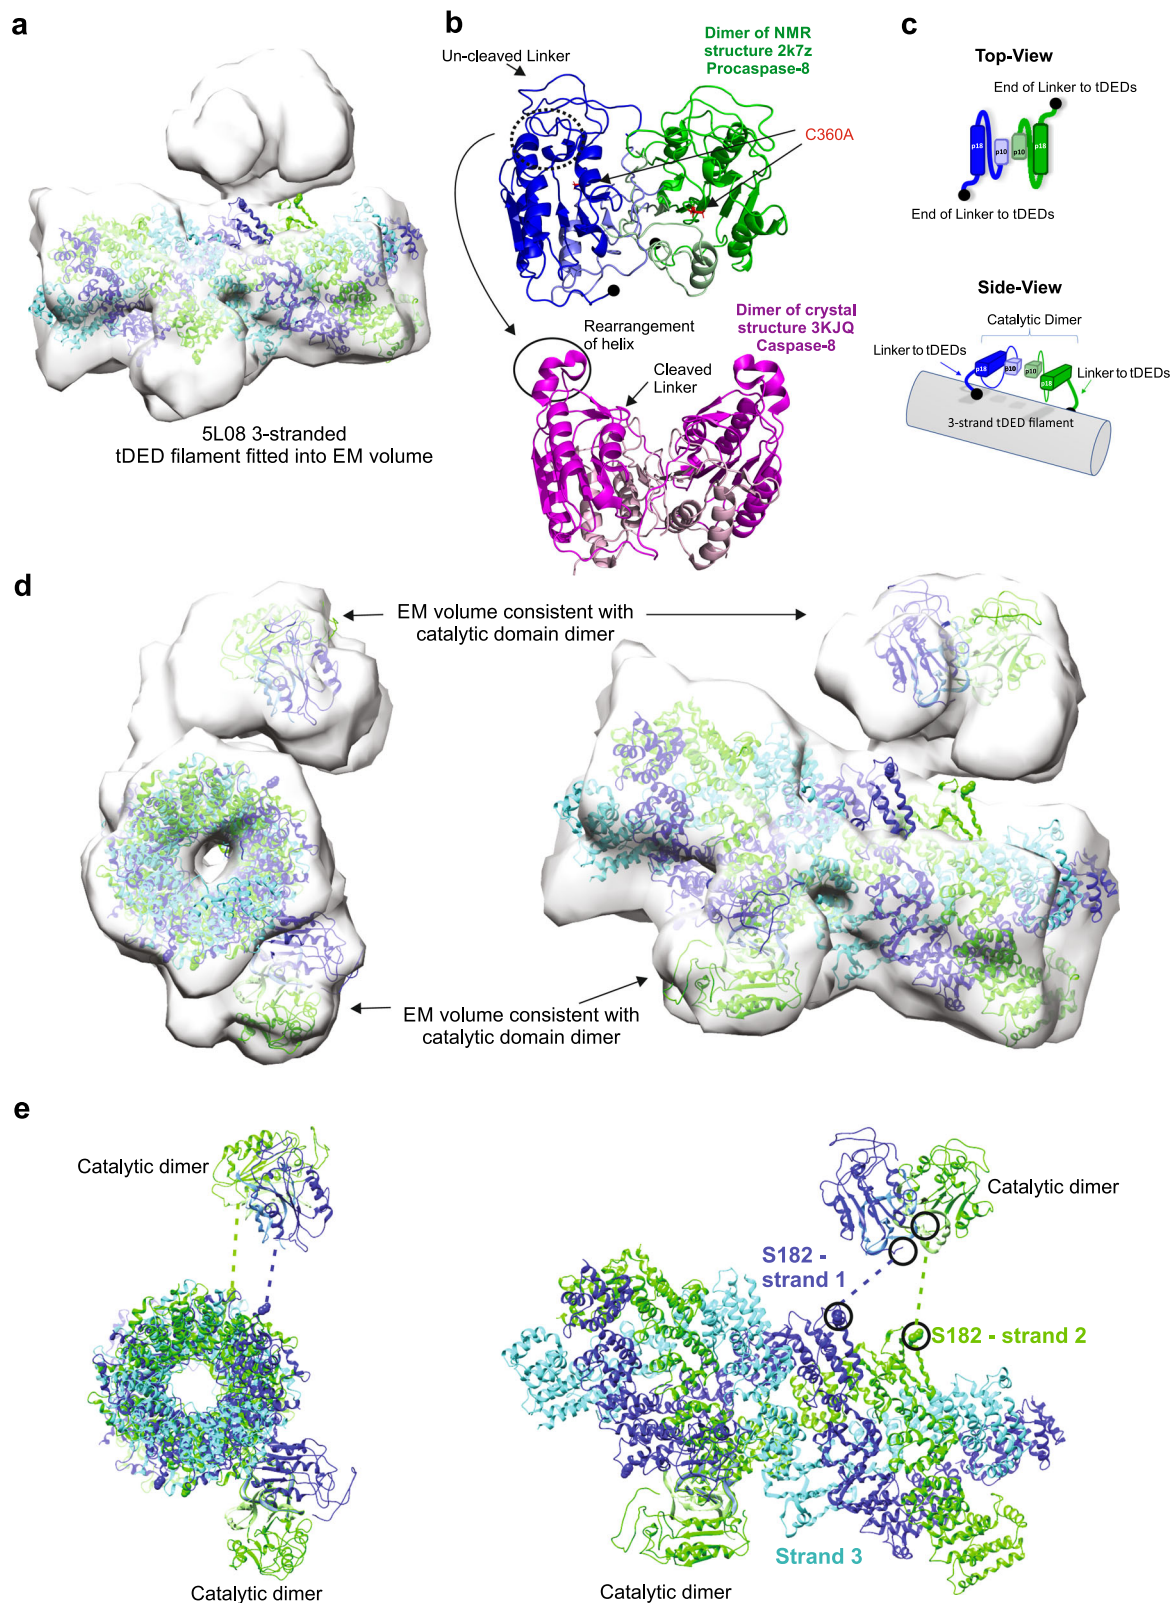 a
5L08 3-stranded
tDED filament fitted into EM volume
b
Un-cleaved Linker
Dimer of NMR
structure 2k7z
Procaspase-8
C360A
Rearrangement
of helix
Cleaved
Linker
Dimer of crystal
structure 3KJQ
Caspase-8
c
Top-View
End of Linker to tDEDs
p18
p10
p10
p18
End of Linker to tDEDs
Side-View
Catalytic Dimer
Linker to tDEDs
p18
p10
p10
p18
Linker to tDEDs
3-strand tDED filament
d
EM volume consistent with
catalytic domain dimer
EM volume consistent with
catalytic domain dimer
e
Catalytic dimer
Catalytic dimer
Catalytic dimer
S182 -
strand 1
S182 - strand 2
Strand 3
Catalytic dimer